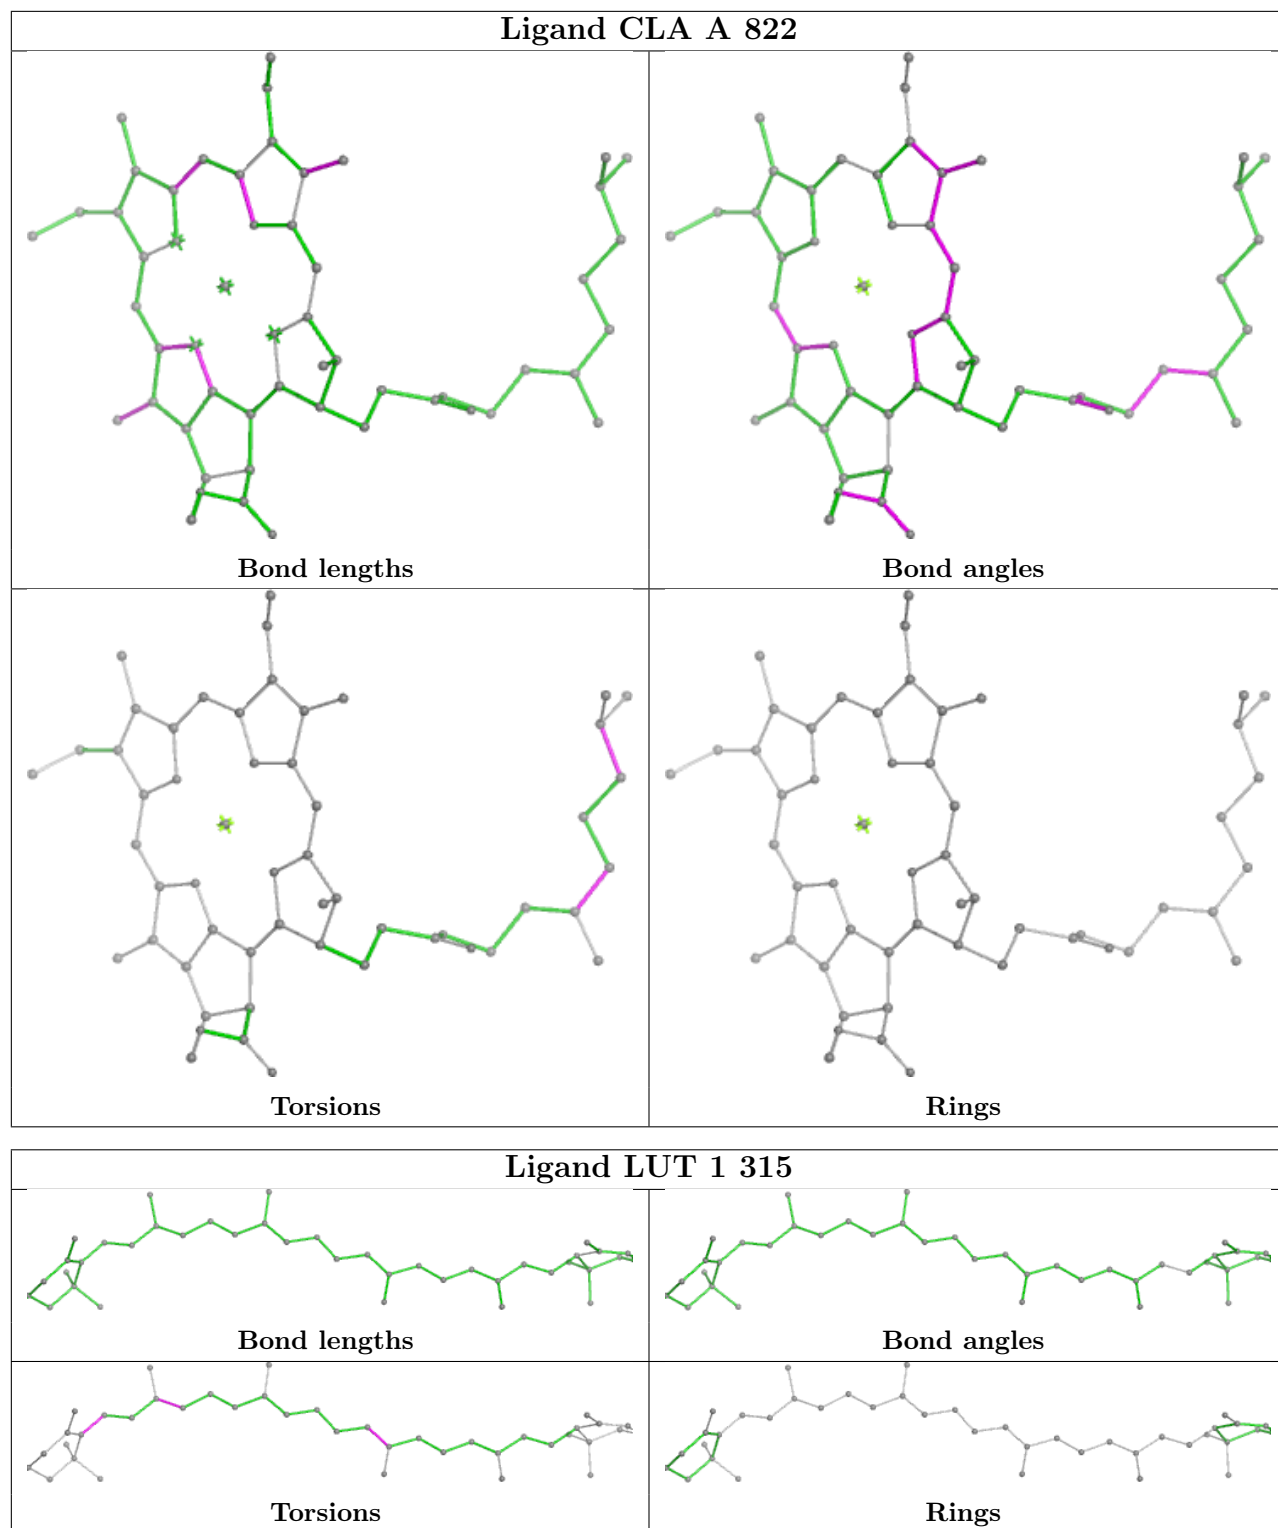 Ligand CLA A 822
Bond lengths
Bond angles
Torsions
Rings
Ligand LUT 1 315
Bond lengths
Bond angles
Torsions
Rings